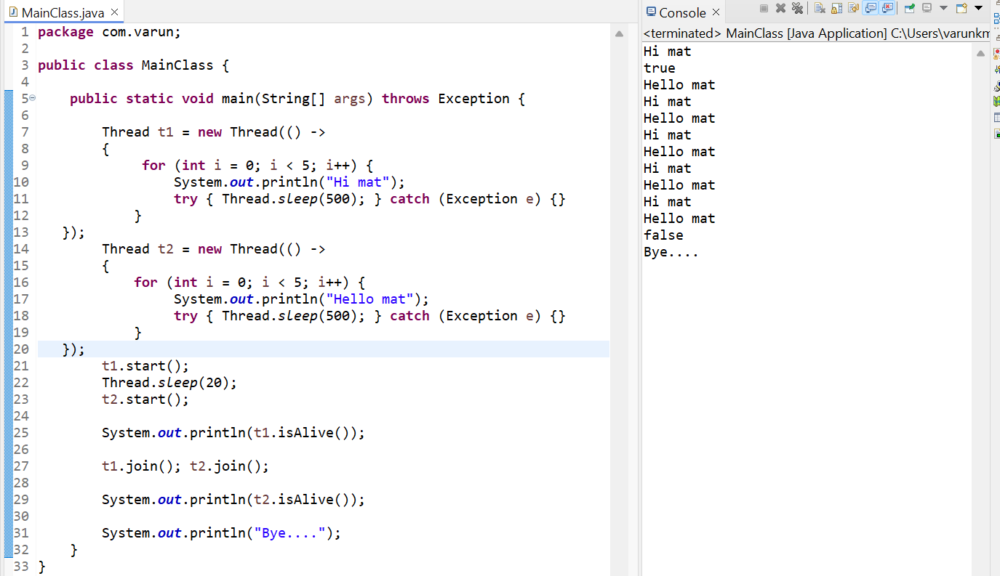 MainClass.java
1 package com.varun;
2
3 public class MainClass {
4
5 public static void main(String[] args) throws Exception {
6
7 Thread t1 = new Thread(() ->
8 {
9 for (int i = 0; i < 5; i++) {
10 System.out.println("Hi mat");
11 try { Thread.sleep(500); } catch (Exception e) {}
12 }
13 });
14 Thread t2 = new Thread(() ->
15 {
16 for (int i = 0; i < 5; i++) {
17 System.out.println("Hello mat");
18 try { Thread.sleep(500); } catch (Exception e) {}
19 }
20 });
21 t1.start();
22 Thread.sleep(20);
23 t2.start();
24
25 System.out.println(t1.isAlive());
26
27 t1.join(); t2.join();
28
29 System.out.println(t2.isAlive());
30
31 System.out.println("Bye....");
32 }
33 }
Console
<terminated> MainClass [Java Application] C:\Users\varunkm
Hi mat
true
Hello mat
Hi mat
Hello mat
Hi mat
Hello mat
Hi mat
Hello mat
Hi mat
Hello mat
false
Bye....